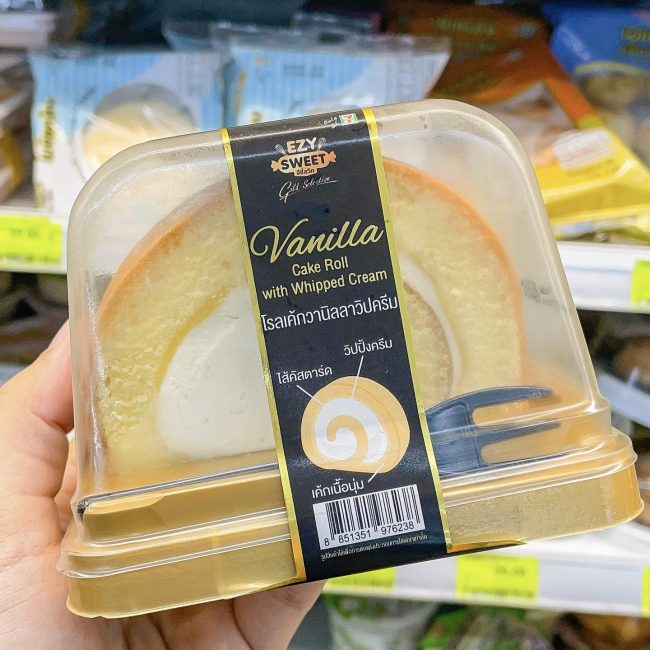 EZY
SWEET
อีซี่สวีท
Gold Selection
Vanilla
Cake Roll
with Whipped Cream
โรลเค้กวานิลลาวิปครีม
วิปปิ้งครีม
ไส้คัสตาร์ด
เค้กเนื้อนุ่ม
8 851351 976238